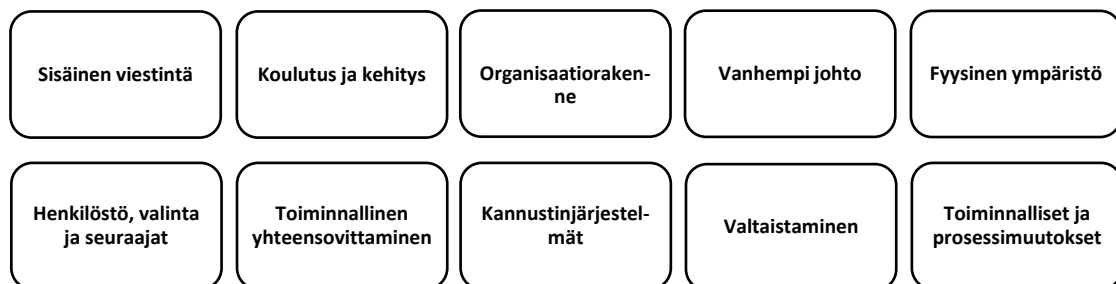 Sisäinen viestintä
Koulutus ja kehitys
Organisaatioraken-
ne
Vanhempi johto
Fyysinen ympäristö
Henkilöstö, valinta
ja seuraajat
Toiminnallinen
yhteensovittaminen
Kannustinjärjestel-
mät
Valtaistaminen
Toiminnalliset ja
prosessimuutokset